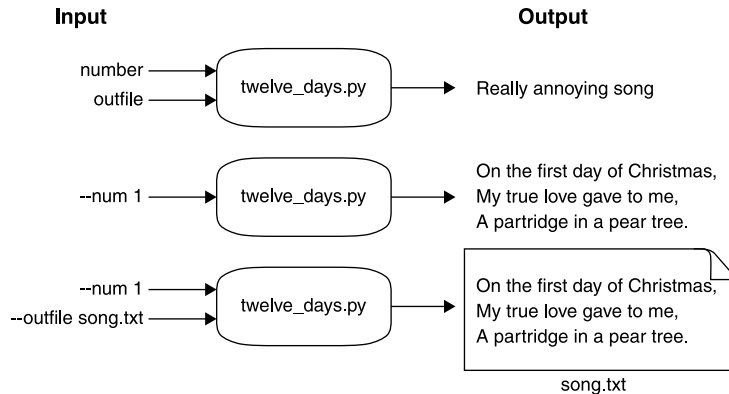 Input
Output
number
outfile
twelve_days.py
Really annoying song
--num 1
twelve_days.py
On the first day of Christmas,
My true love gave to me,
A partridge in a pear tree.
--num 1
--outfile song.txt
twelve_days.py
On the first day of Christmas,
My true love gave to me,
A partridge in a pear tree.
song.txt